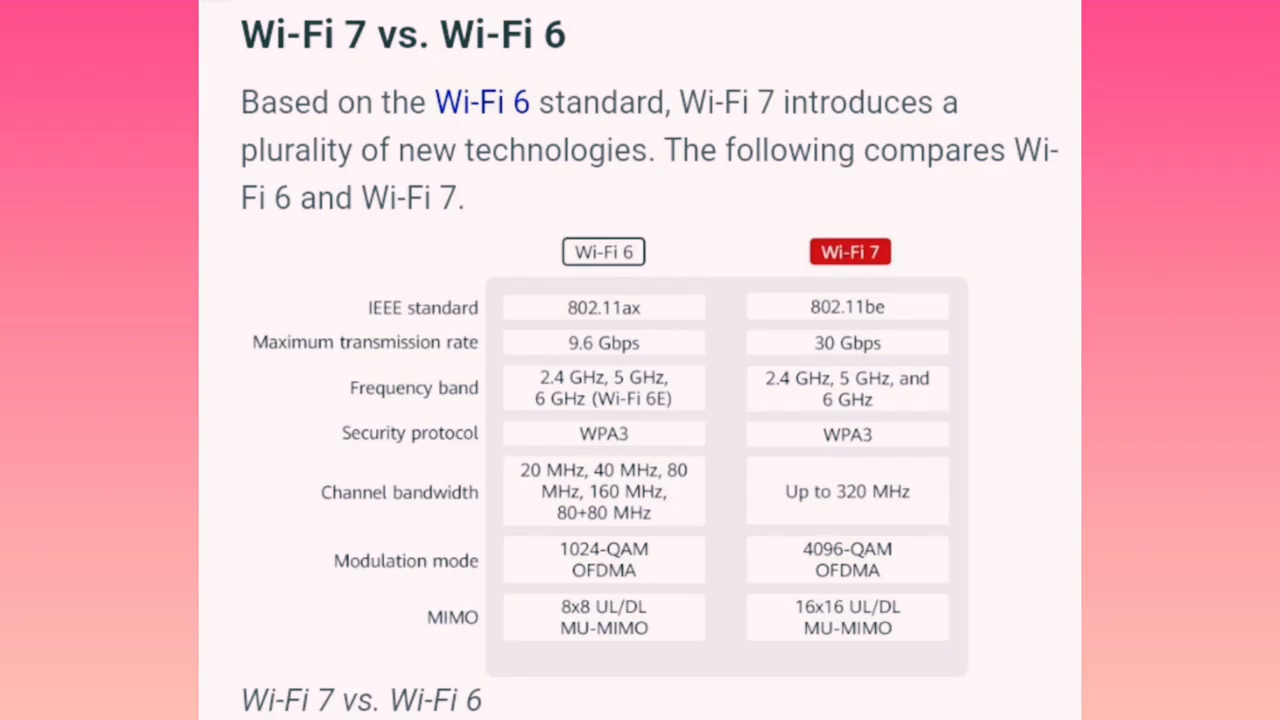 Wi-Fi 7 vs. Wi-Fi 6
Based on the Wi-Fi 6 standard, Wi-Fi 7 introduces a
plurality of new technologies. The following compares Wi-
Fi 6 and Wi-Fi 7.
Wi-Fi 6 Wi-Fi 7
IEEE standard 802.11ax 802.11be
Maximum transmission rate 9.6 Gbps 30 Gbps
Frequency band 2.4 GHz, 5 GHz, 2.4 GHz, 5 GHz, and
6 GHz (Wi-Fi 6E) 6 GHz
Security protocol WPA3 WPA3
20 MHz, 40 MHz, 80
Channel bandwidth MHz, 160 MHz, Up to 320 MHz
80+80 MHz
Modulation mode 1024-QAM 4096-QAM
OFDMA OFDMA
MIMO 8x8 UL/DL 16x16 UL/DL
MU-MIMO MU-MIMO
Wi-Fi 7 vs. Wi-Fi 6